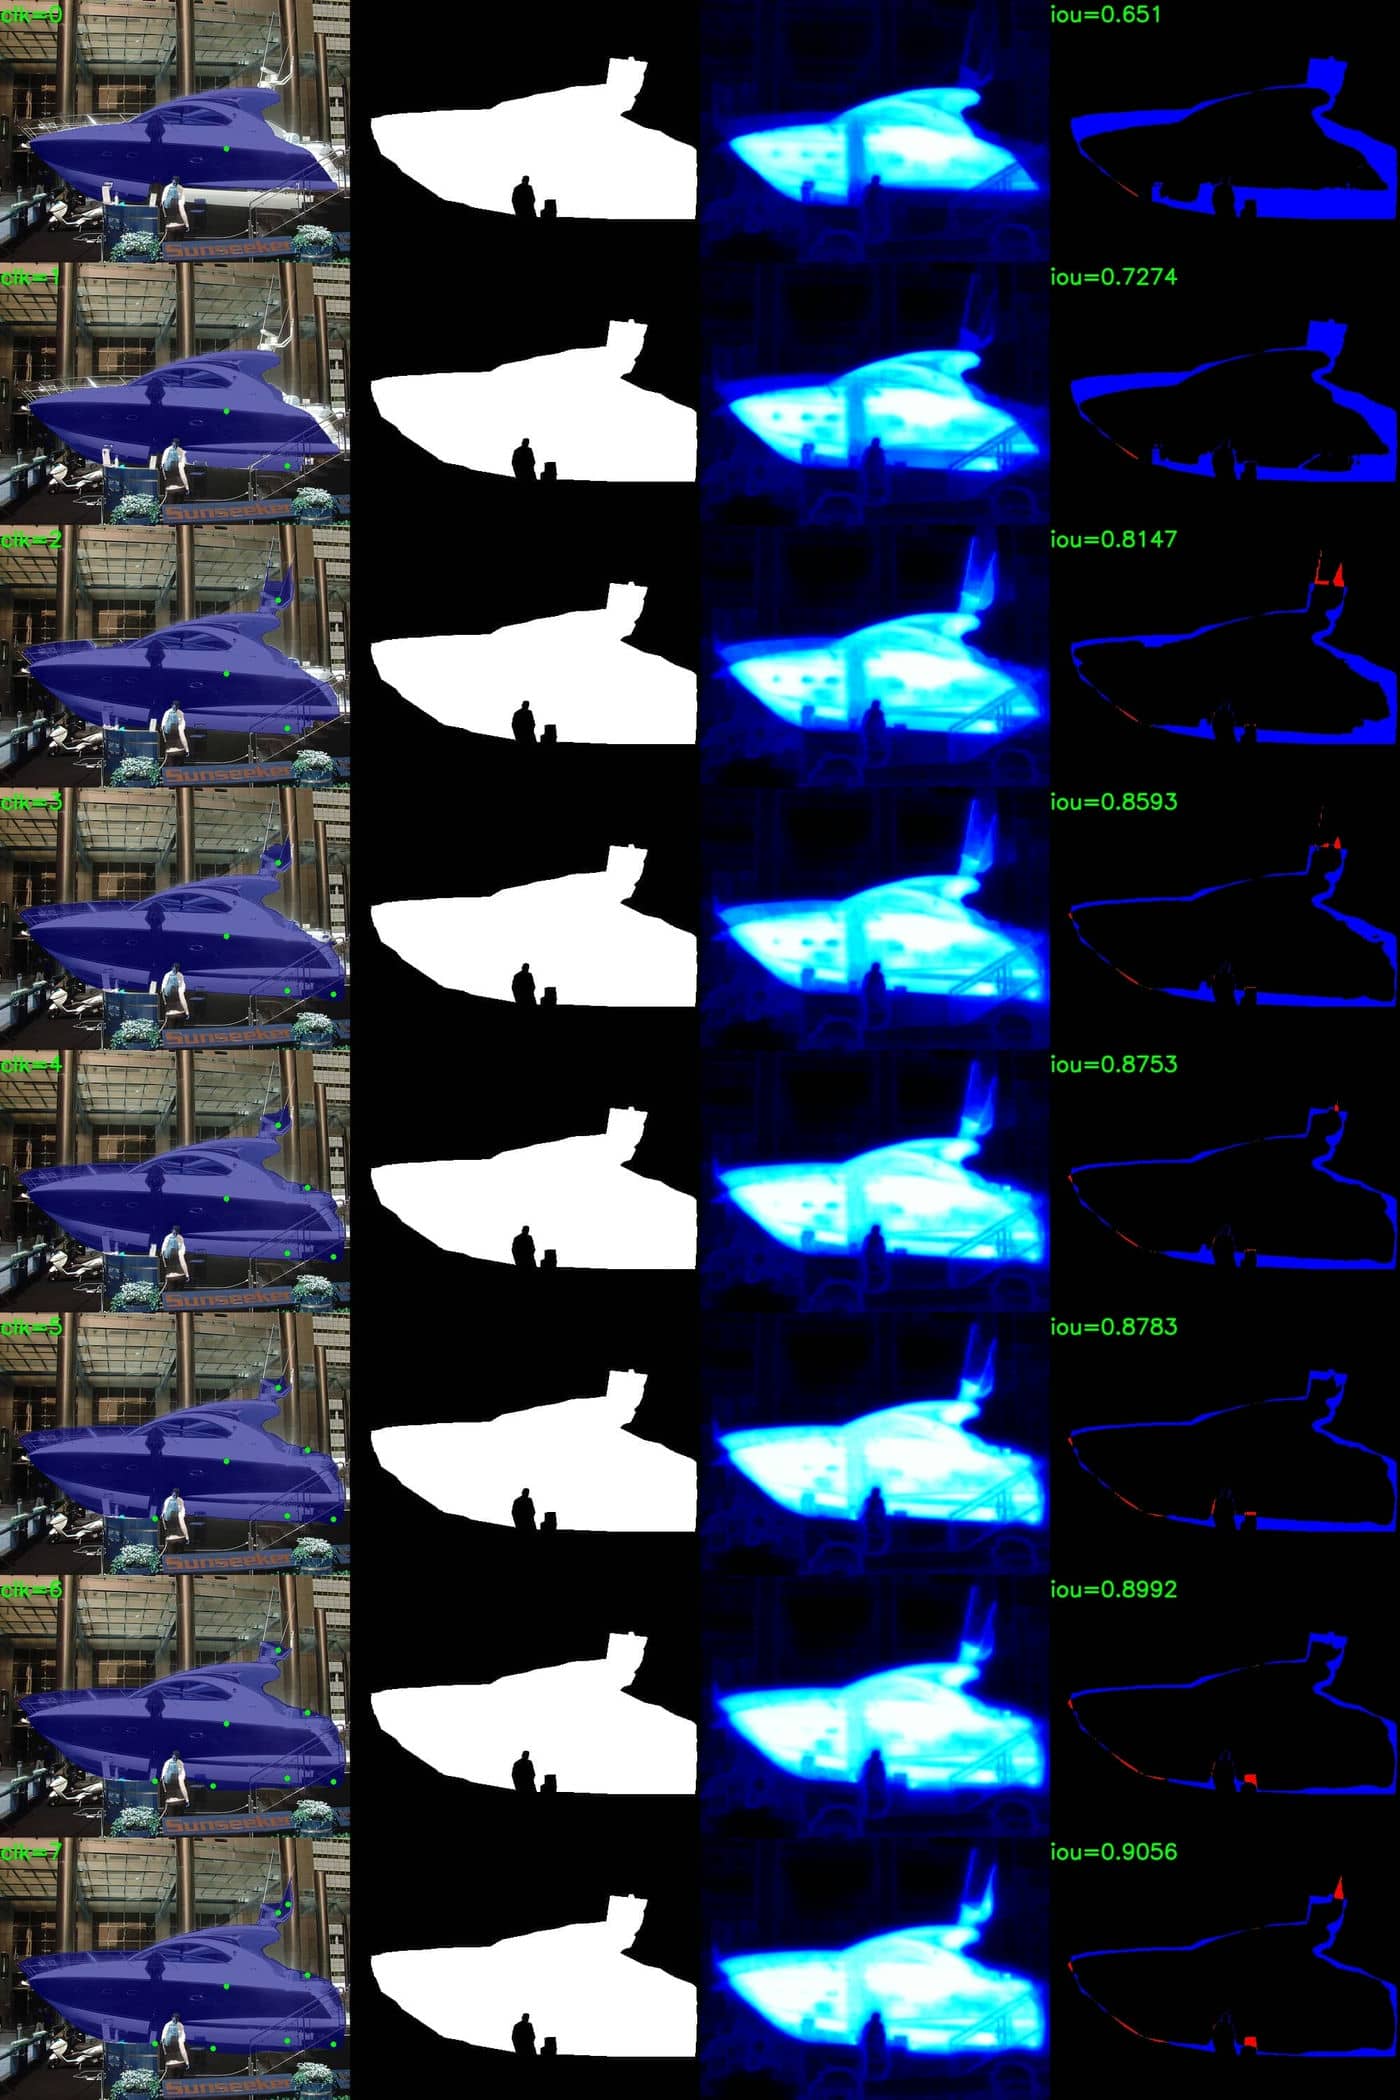 clk=0
iou=0.651
Sunseeker
clk=1
iou=0.7274
Sunseeker
clk=2
iou=0.8147
Sunseeker
clk=3
iou=0.8593
Sunseeker
clk=4
iou=0.8753
Sunseeker
clk=5
iou=0.8783
Sunseeker
clk=6
iou=0.8992
Sunseeker
clk=7
iou=0.9056
Sunseeker